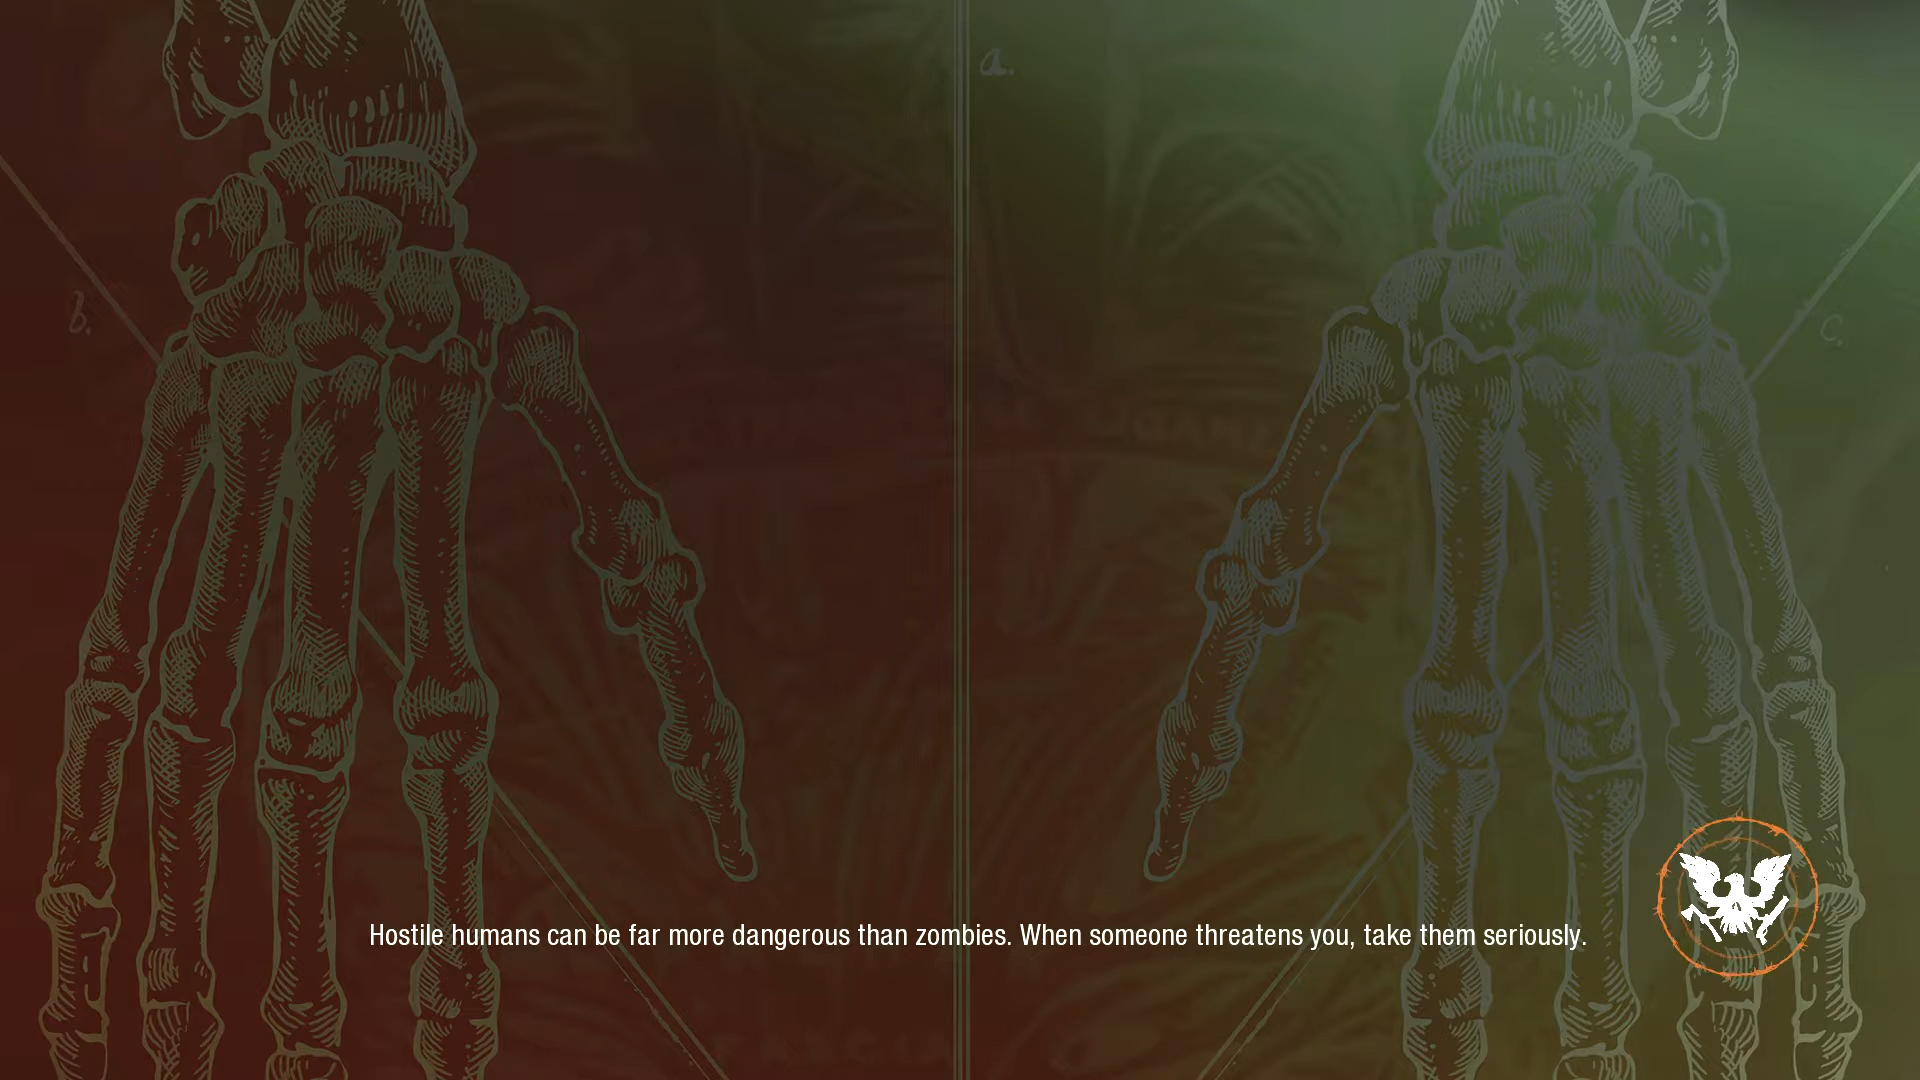 a.
b.
c.
Hostile humans can be far more dangerous than zombies. When someone threatens you, take them seriously.